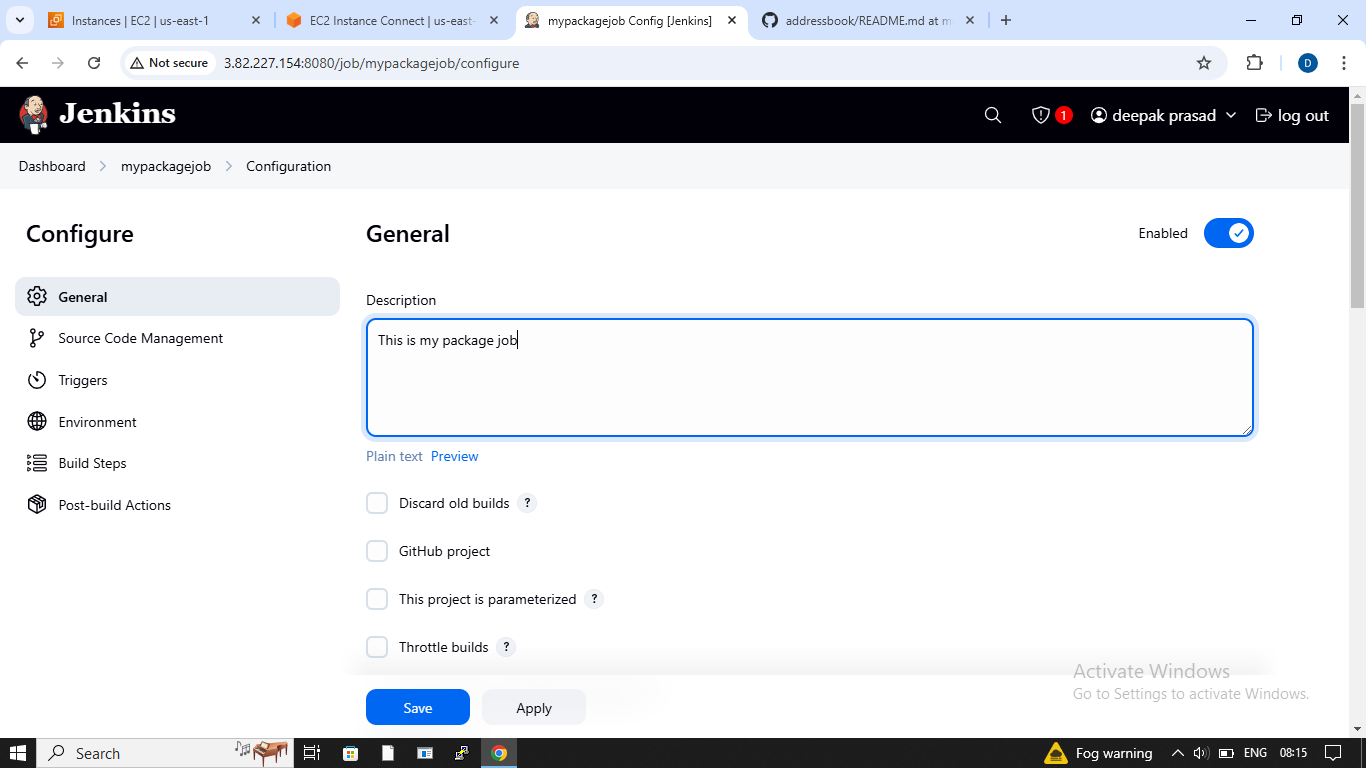 Instances | EC2 | us-east-1
EC2 Instance Connect | us-east-
mypackagejob Config [Jenkins]
addressbook/README.md at m
Not secure
3.82.227.154:8080/job/mypackagejob/configure
D
Jenkins
1
deepak prasad
log out
Dashboard
mypackagejob
Configuration
Configure
General
Source Code Management
Triggers
Environment
Build Steps
Post-build Actions
General
Enabled
Description
This is my package job
Plain text Preview
Discard old builds ?
GitHub project
This project is parameterized ?
Throttle builds ?
Save
Apply
Activate Windows
Go to Settings to activate Windows.
Search
Fog warning
ENG
08:15